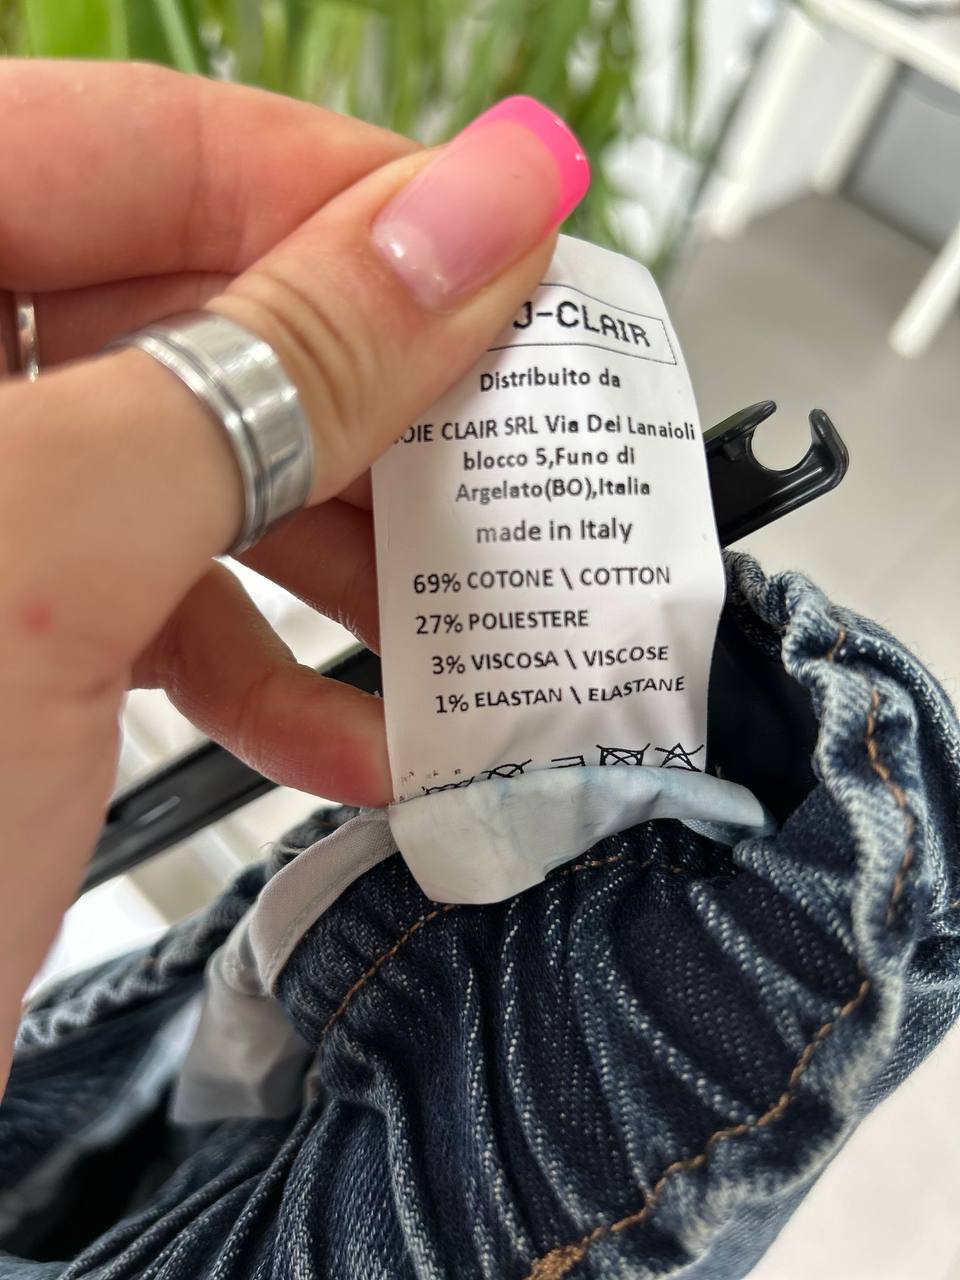 J-CLAIR
Distribuito da
OIE CLAIR SRL Via Dei Lanaioli
blocco 5,Funo di
Argelato(BO),Italia
made in Italy
69% COTONE \ COTTON
27% POLIESTERE
3% VISCOSA \ VISCOSE
1% ELASTAN \ ELASTANE